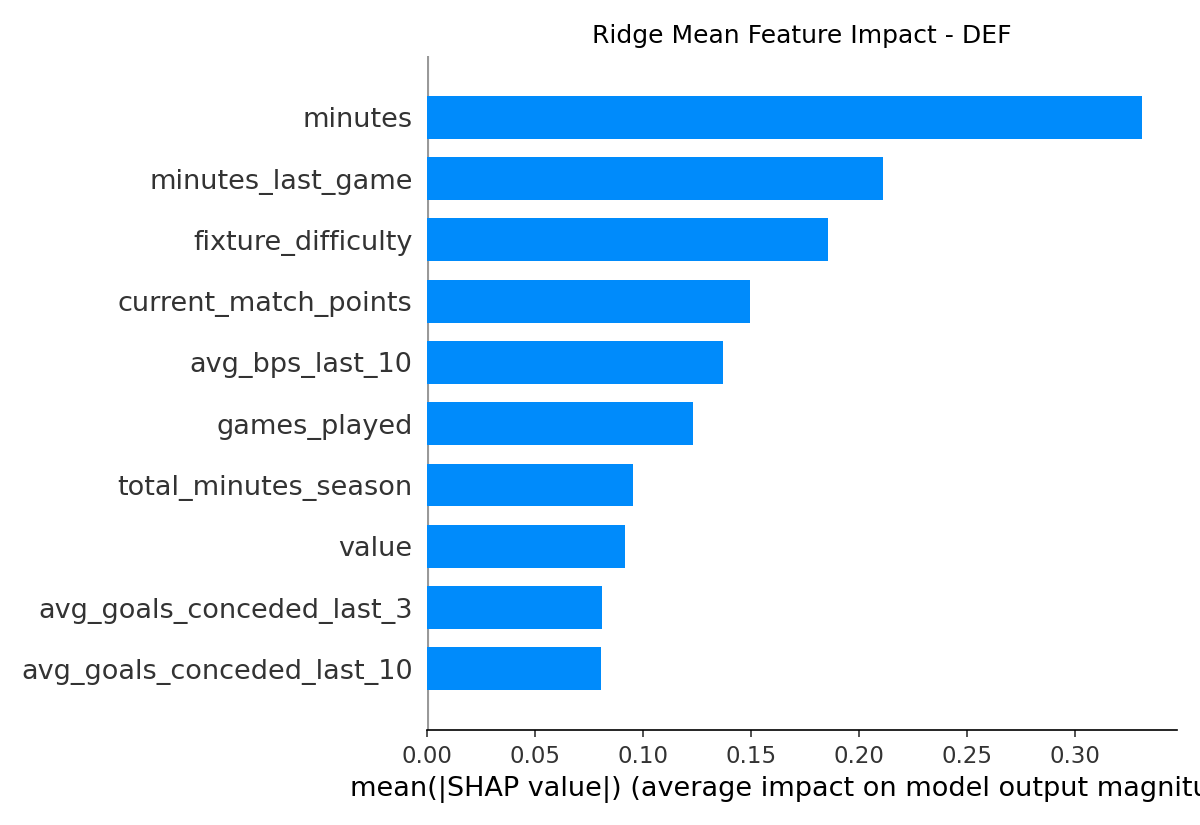 Ridge Mean Feature Impact - DEF
minutes
minutes_last_game
fixture_difficulty
current_match_points
avg_bps_last_10
games_played
total_minutes_season
value
avg_goals_conceded_last_3
avg_goals_conceded_last_10
0.00 0.05 0.10 0.15 0.20 0.25 0.30
mean(|SHAP value|) (average impact on model output magnitu